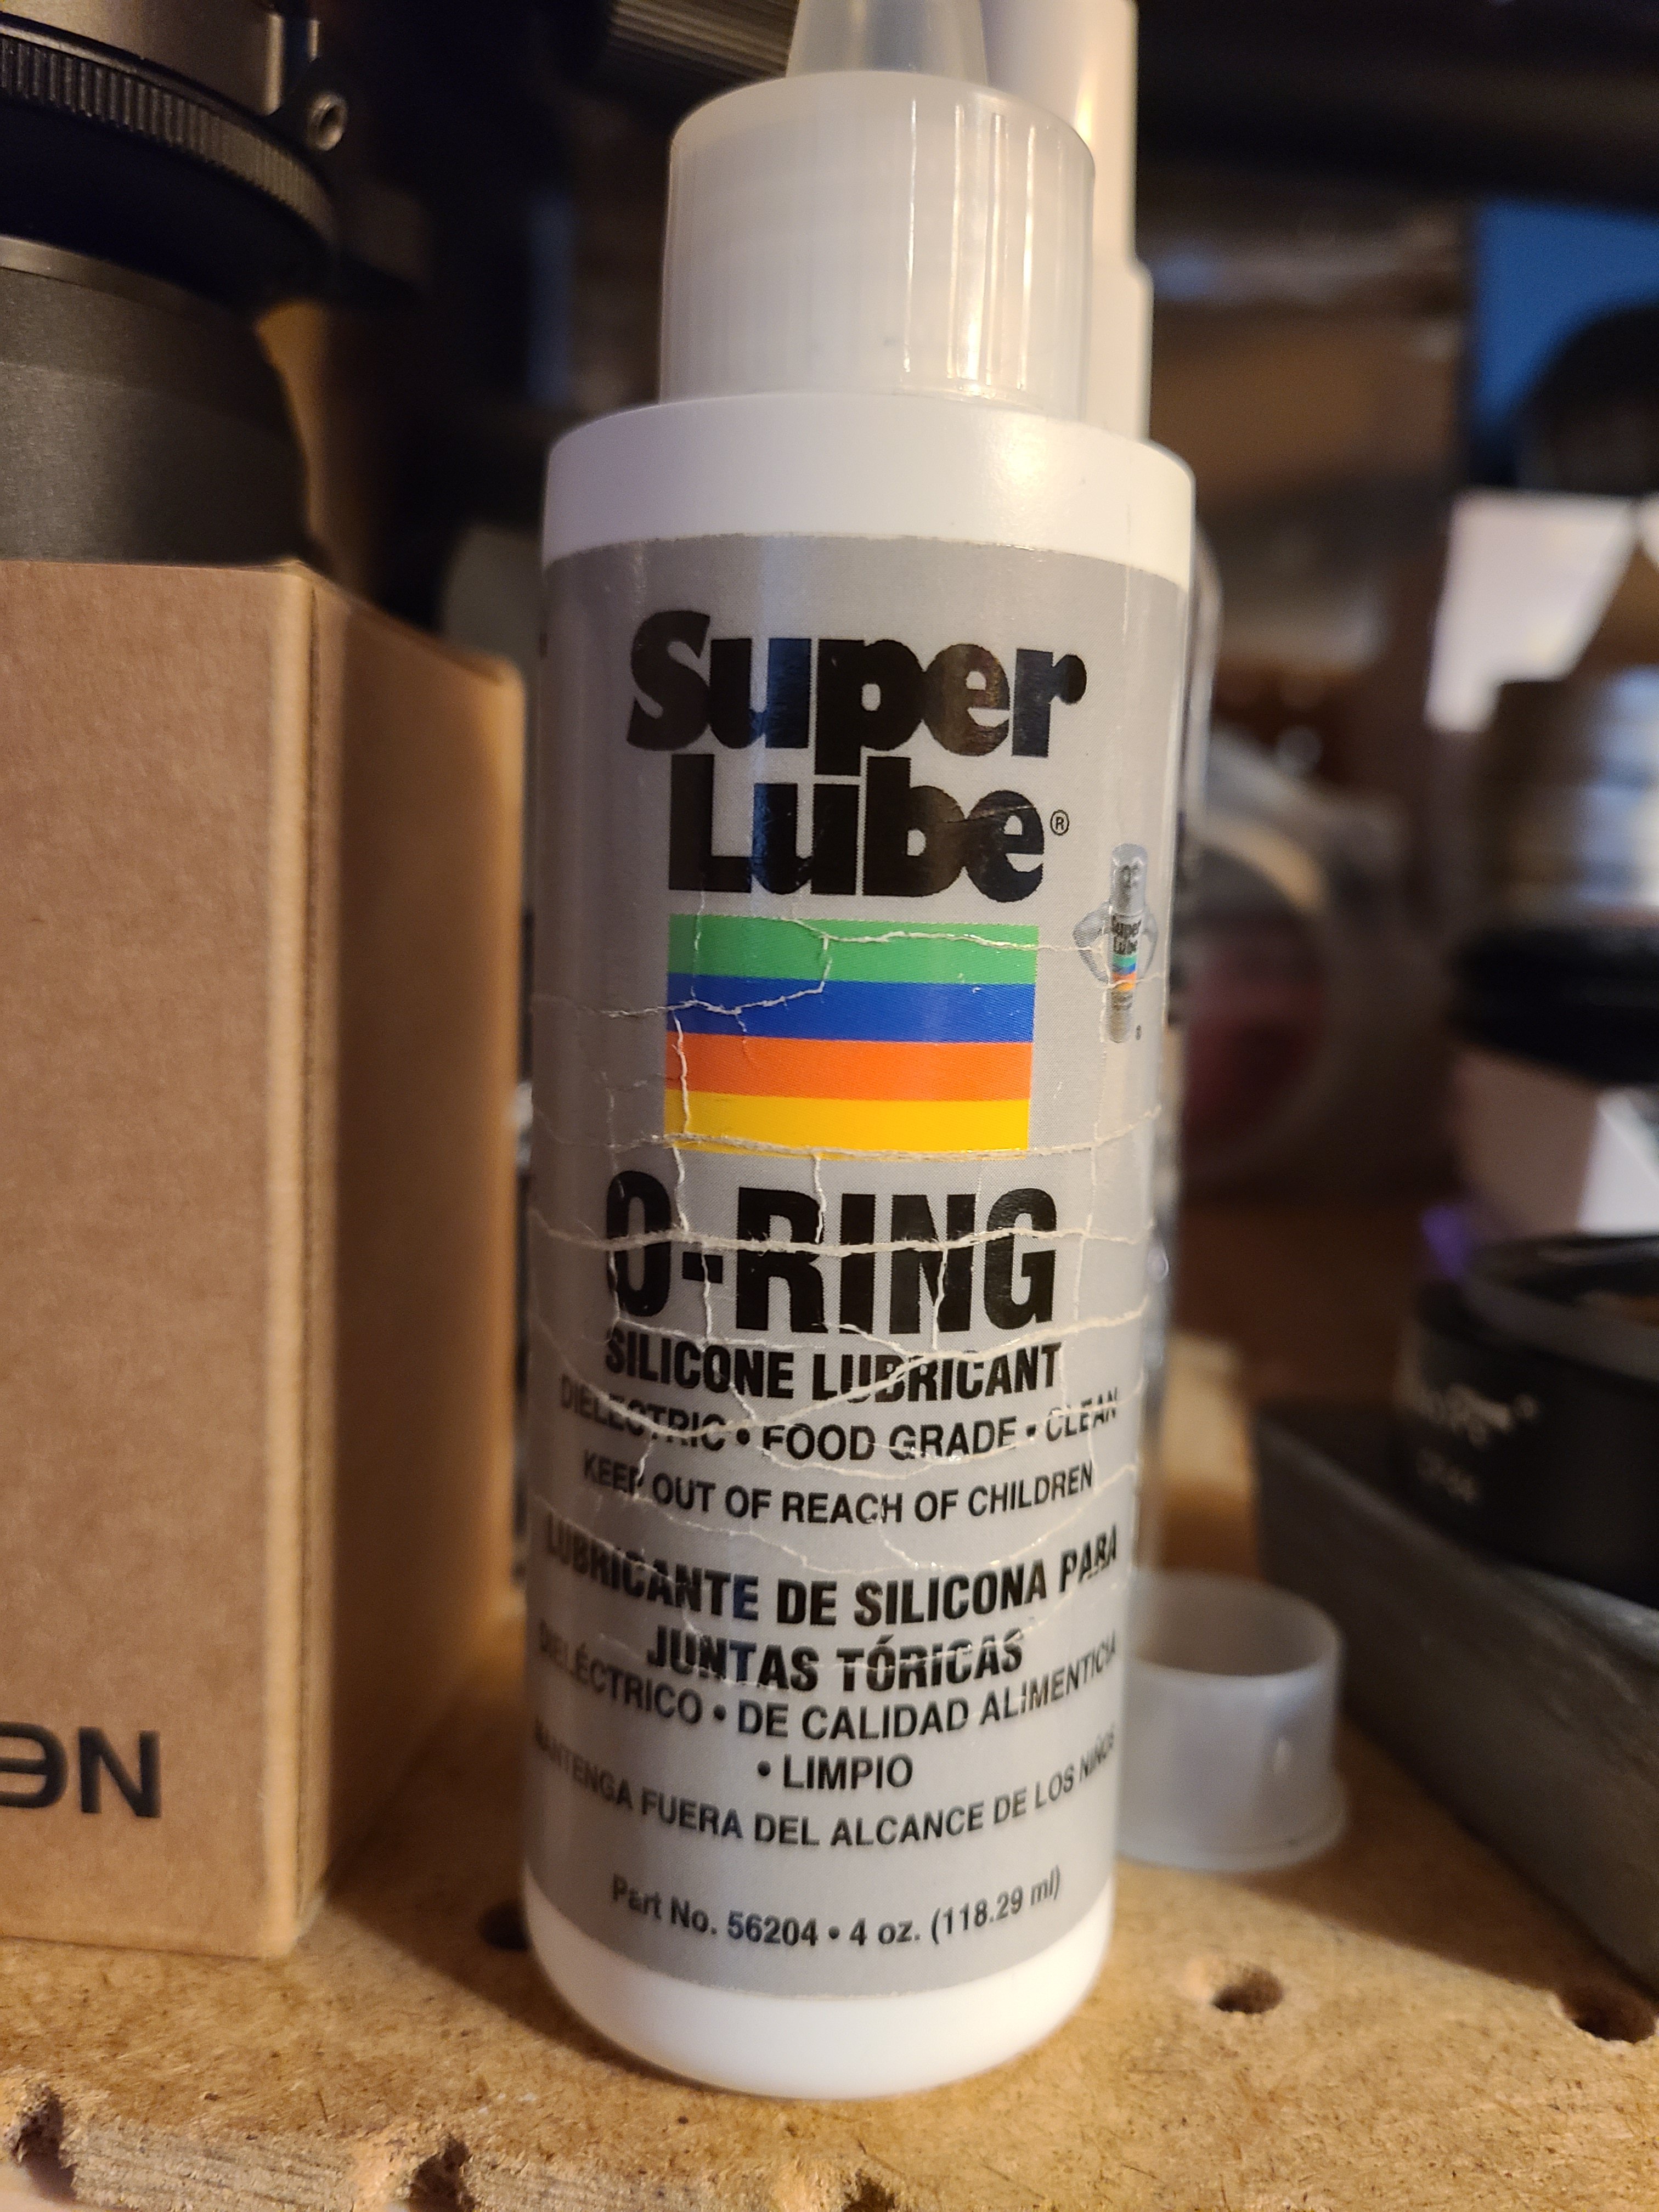 Super
Lube®
Super
Lube
O-RING
SILICONE LUBRICANT
DIELECTRIC • FOOD GRADE • CLEAN
KEEP OUT OF REACH OF CHILDREN
LUBRICANTE DE SILICONA PARA
JUNTAS TÓRICAS
DIELÉCTRICO • DE CALIDAD ALIMENTICIA
• LIMPIO
MANTENGA FUERA DEL ALCANCE DE LOS NIÑOS
Part No. 56204 • 4 oz. (118.29 ml)